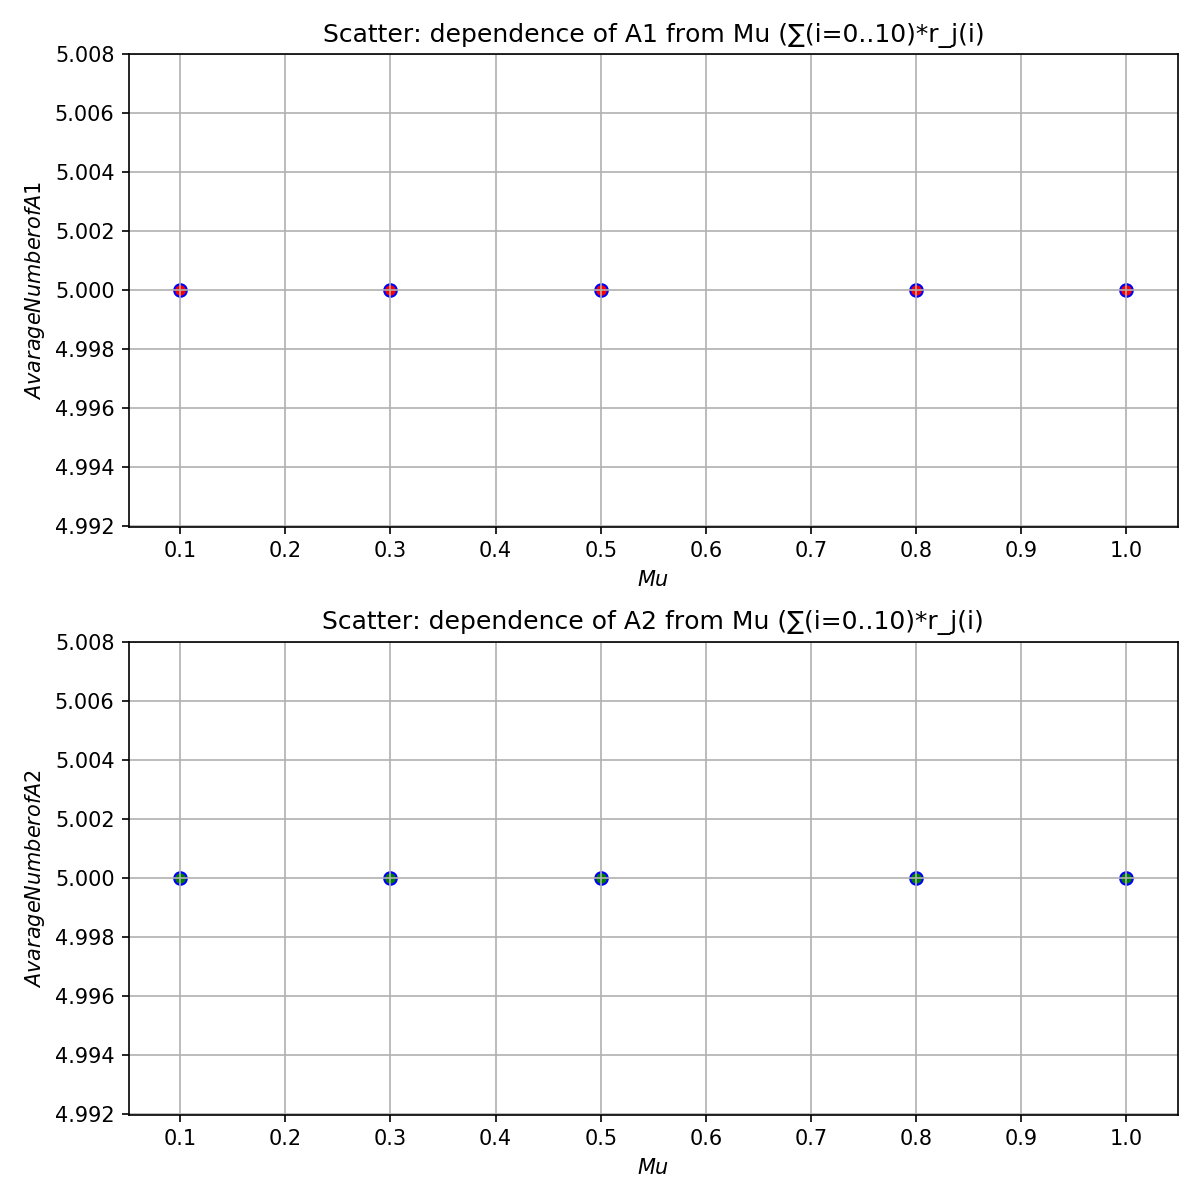 Scatter: dependence of A1 from Mu (∑(i=0..10)*r_j(i)
5.008
5.006
5.004
5.002
5.000
4.998
4.996
4.994
4.992
AvarageNumberofA1
0.1 0.2 0.3 0.4 0.5 0.6 0.7 0.8 0.9 1.0
Mu
Scatter: dependence of A2 from Mu (∑(i=0..10)*r_j(i)
5.008
5.006
5.004
5.002
5.000
4.998
4.996
4.994
4.992
AvarageNumberofA2
0.1 0.2 0.3 0.4 0.5 0.6 0.7 0.8 0.9 1.0
Mu